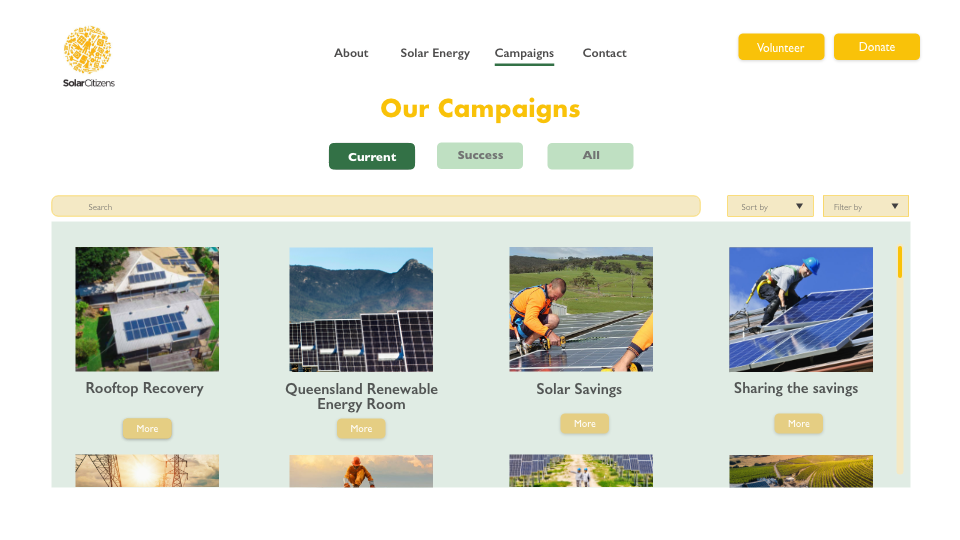 About
Solar Energy
Campaigns
Contact
Volunteer
Donate
SolarCitizens
Our Campaigns
Current
Success
All
Search
Sort by
Filter by
Rooftop Recovery
Queensland Renewable
Energy Room
Solar Savings
Sharing the savings
More
More
More
More